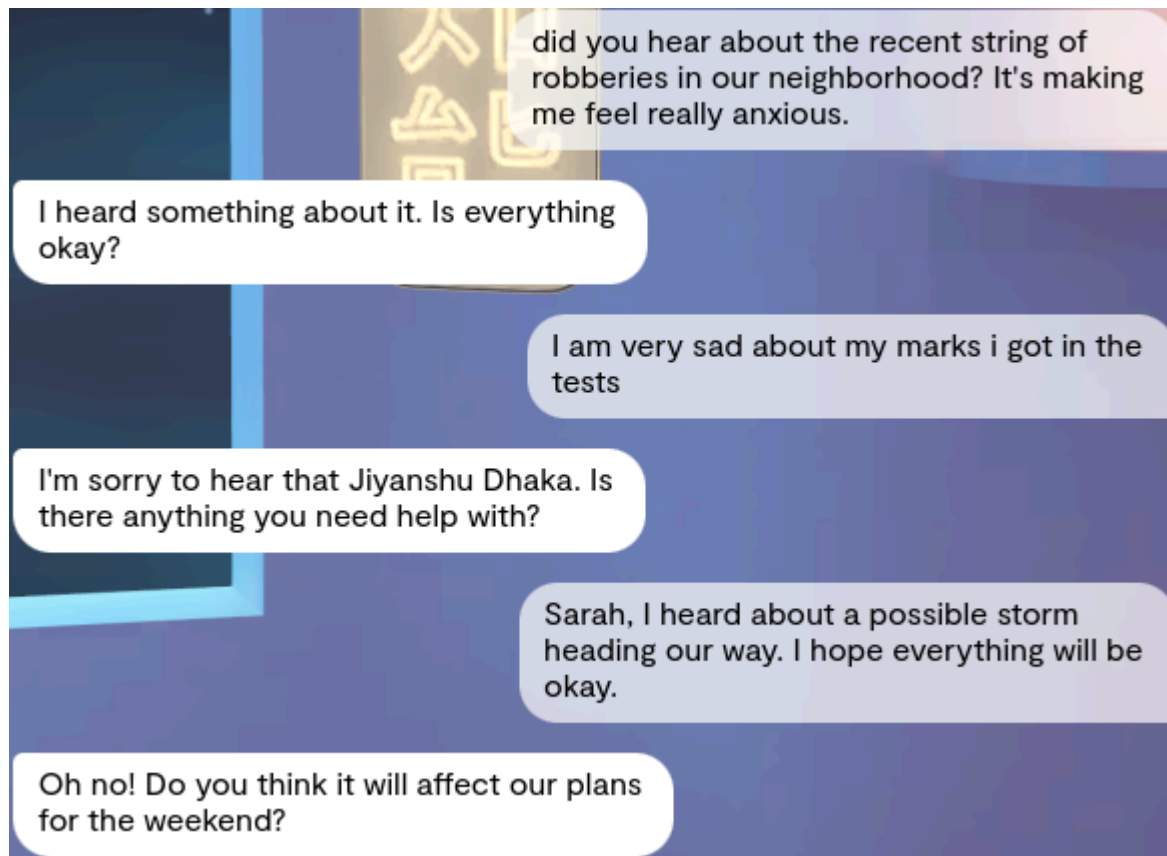 did you hear about the recent string of
robberies in our neighborhood? It's making
me feel really anxious.
I heard something about it. Is everything
okay?
I am very sad about my marks i got in the
tests
I'm sorry to hear that Jiyanshu Dhaka. Is
there anything you need help with?
Sarah, I heard about a possible storm
heading our way. I hope everything will be
okay.
Oh no! Do you think it will affect our plans
for the weekend?